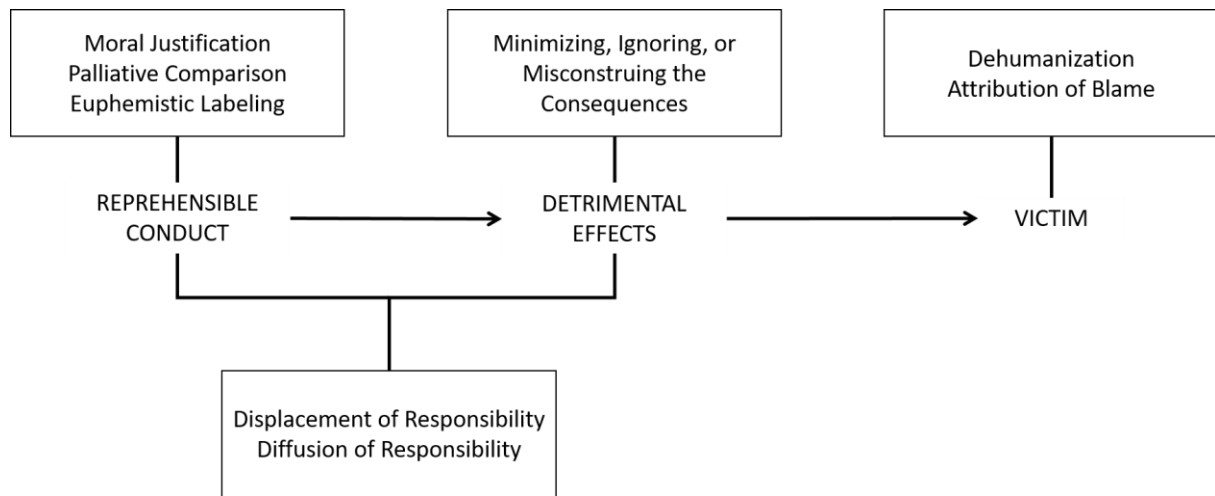 Moral Justification
Palliative Comparison
Euphemistic Labeling
Minimizing, Ignoring, or
Misconstruing the
Consequences
Dehumanization
Attribution of Blame
REPREHENSIBLE
CONDUCT
DETRIMENTAL
EFFECTS
VICTIM
Displacement of Responsibility
Diffusion of Responsibility